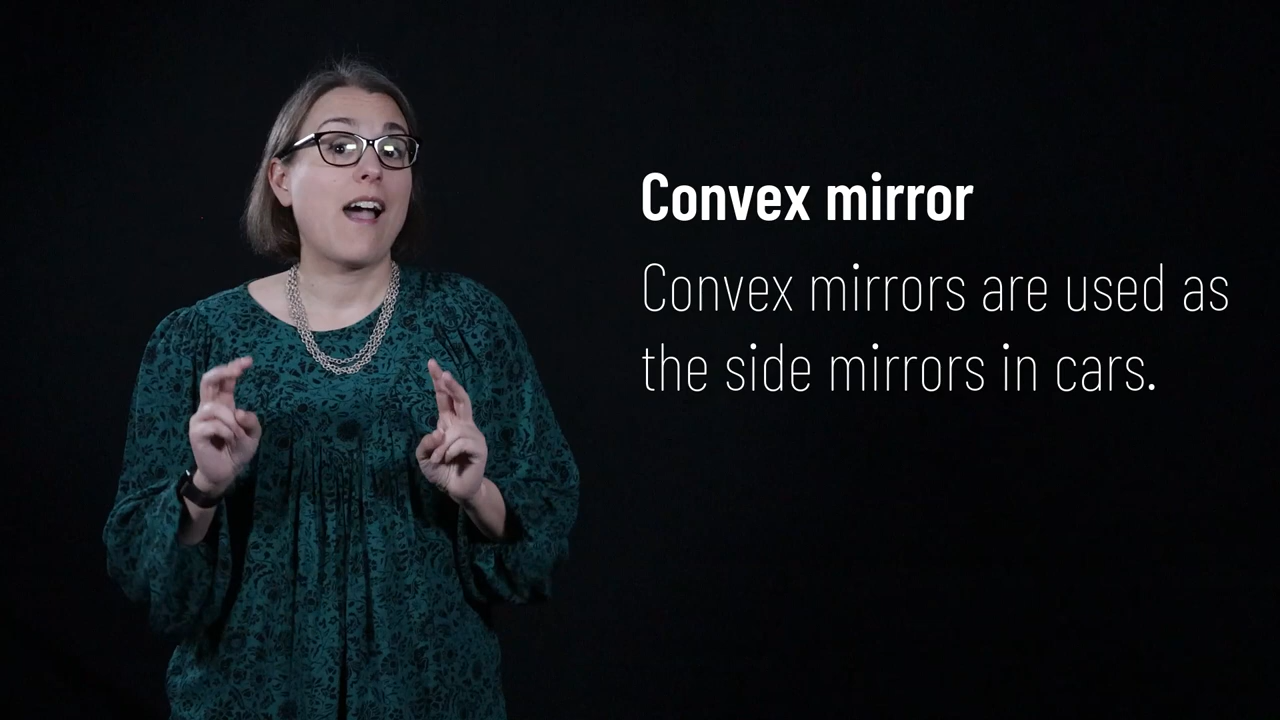 Convex mirror
Convex mirrors are used as
the side mirrors in cars.